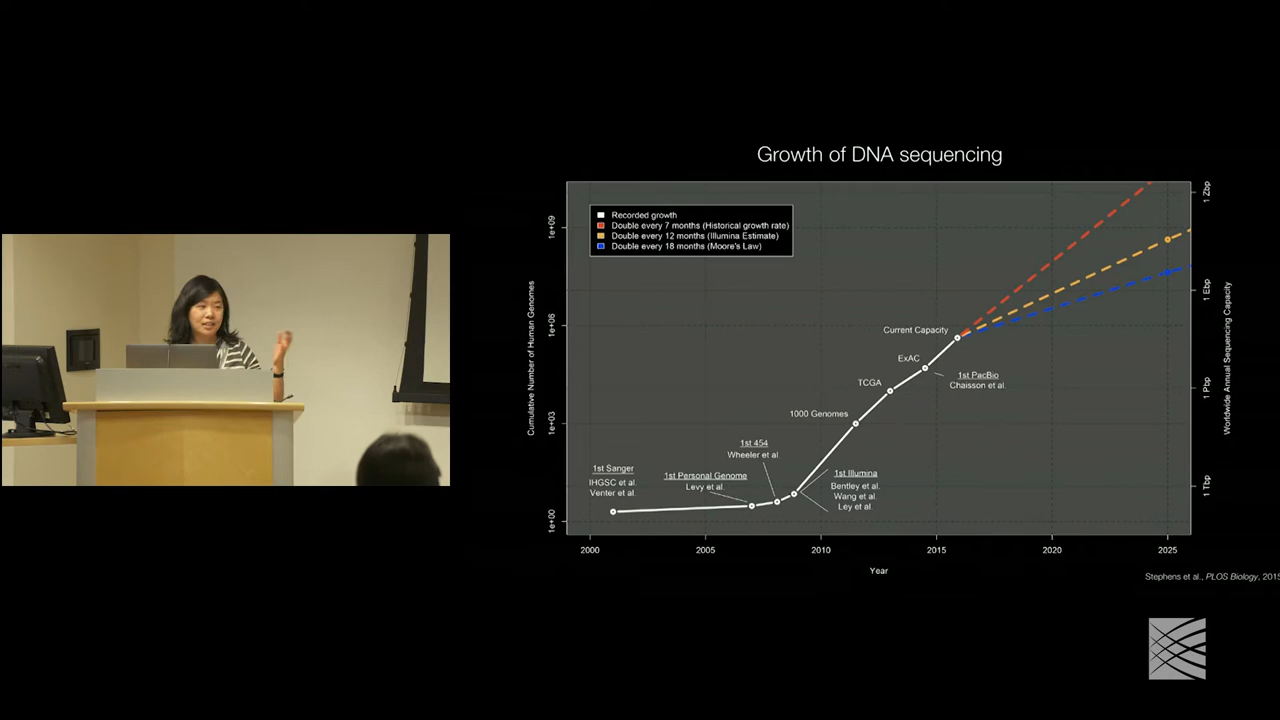 Growth of DNA sequencing
Recorded growth
Double every 7 months (Historical growth rate)
Double every 12 months (Illumina Estimate)
Double every 18 months (Moore's Law)
Cumulative Number of Human Genomes
1e+09
1e+06
1e+03
1e+00
Worldwide Annual Sequencing Capacity
1 Zbp
1 Ebp
1 Pbp
1 Tbp
1st Sanger
IHGSC et al.
Venter et al.
1st Personal Genome
Levy et al.
1st 454
Wheeler et al.
1st Illumina
Bentley et al.
Wang et al.
Ley et al.
1000 Genomes
TCGA
ExAC
1st PacBio
Chaisson et al.
Current Capacity
2000 2005 2010 2015 2020 2025
Year
Stephens et al., PLOS Biology, 2015